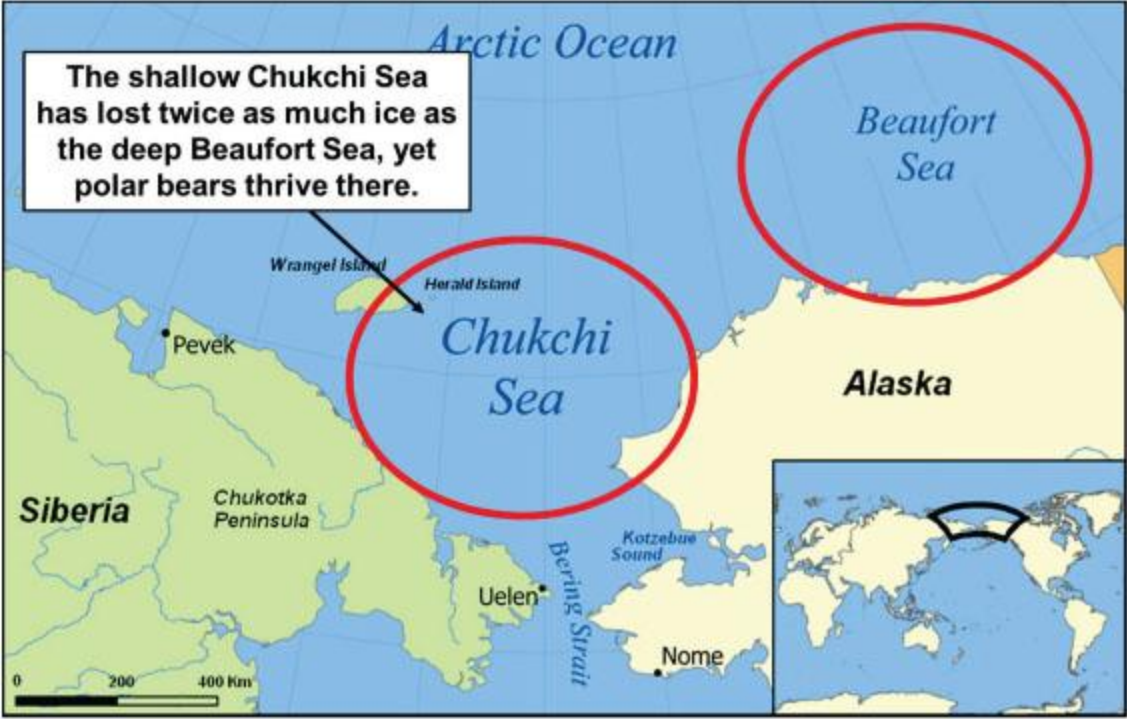 Arctic Ocean
The shallow Chukchi Sea
has lost twice as much ice as
the deep Beaufort Sea, yet
polar bears thrive there.
Beaufort
Sea
Wrangel Island
Herald Island
Chukchi
Sea
Pevek
Alaska
Siberia
Chukotka
Peninsula
Kotzebue
Sound
Bering Strait
Uelen
Nome
0 200 400 Km